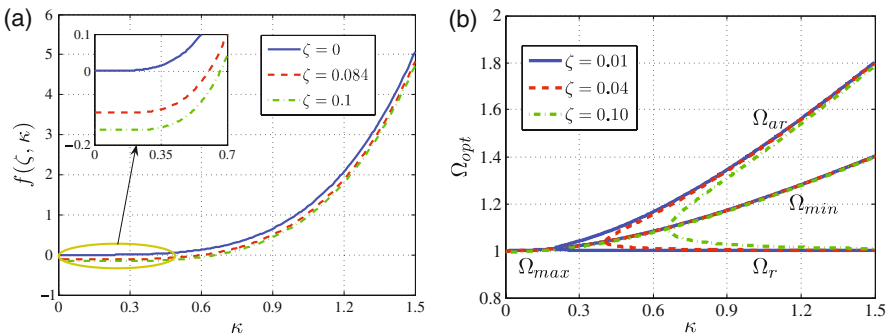 (a)
6
5
4
3
2
1
0
−1
f(ζ, κ)
0.1
0
−0.2
0
0.35
0.7
ζ = 0
ζ = 0.084
ζ = 0.1
0
0.3
0.6
0.9
1.2
1.5
κ
(b)
2
1.8
1.6
1.4
1.2
1
0.8
Ω_opt
ζ = 0.01
ζ = 0.04
ζ = 0.10
Ω_ar
Ω_min
Ω_max
Ω_r
0
0.3
0.6
0.9
1.2
1.5
κ